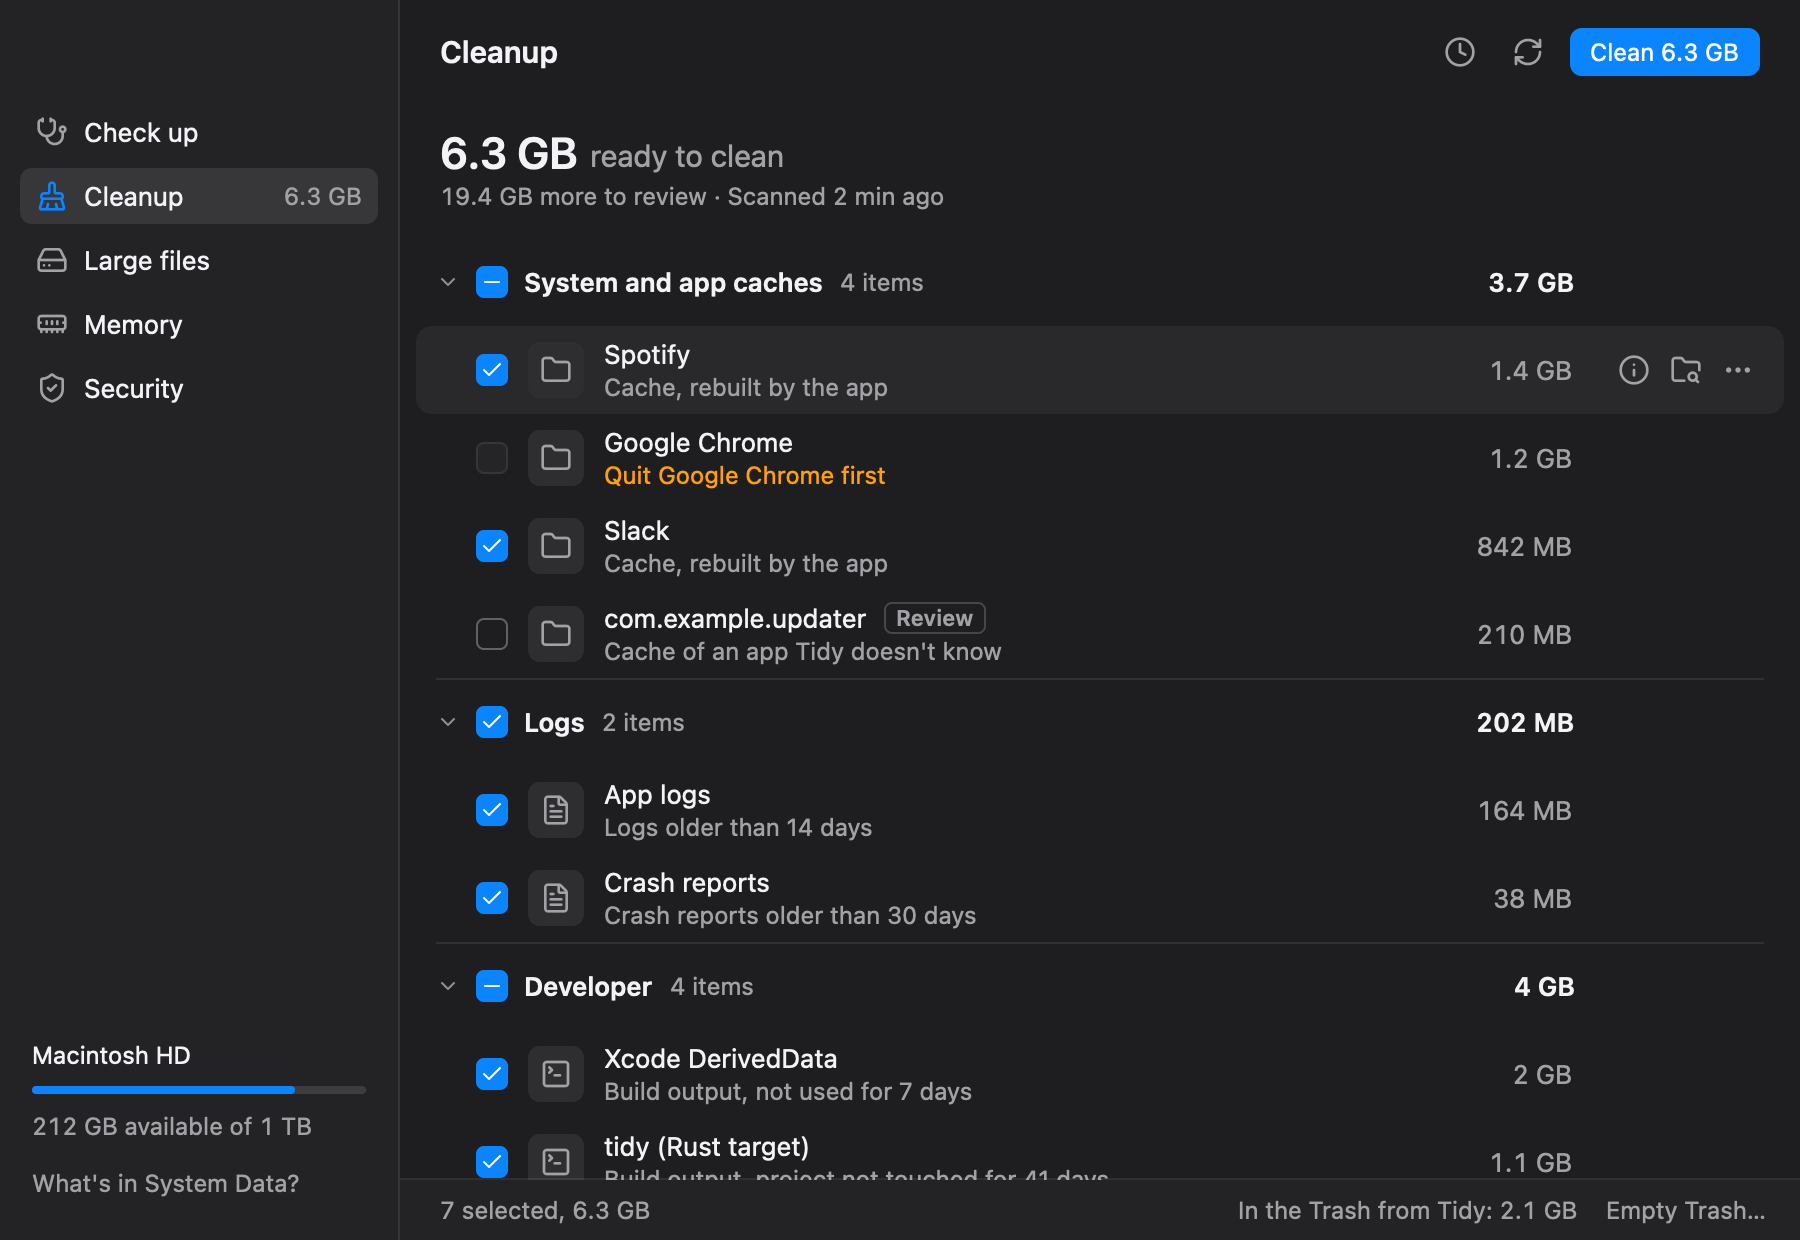 Cleanup
Clean 6.3 GB
Check up
Cleanup 6.3 GB
Large files
Memory
Security
6.3 GB ready to clean
19.4 GB more to review · Scanned 2 min ago
System and app caches 4 items 3.7 GB
Spotify
Cache, rebuilt by the app
1.4 GB
Google Chrome
Quit Google Chrome first
1.2 GB
Slack
Cache, rebuilt by the app
842 MB
com.example.updater Review
Cache of an app Tidy doesn't know
210 MB
Logs 2 items 202 MB
App logs
Logs older than 14 days
164 MB
Crash reports
Crash reports older than 30 days
38 MB
Developer 4 items 4 GB
Xcode DerivedData
Build output, not used for 7 days
2 GB
tidy (Rust target)
Build output, project not touched for 41 days
1.1 GB
Macintosh HD
212 GB available of 1 TB
What's in System Data?
7 selected, 6.3 GB
In the Trash from Tidy: 2.1 GB
Empty Trash...